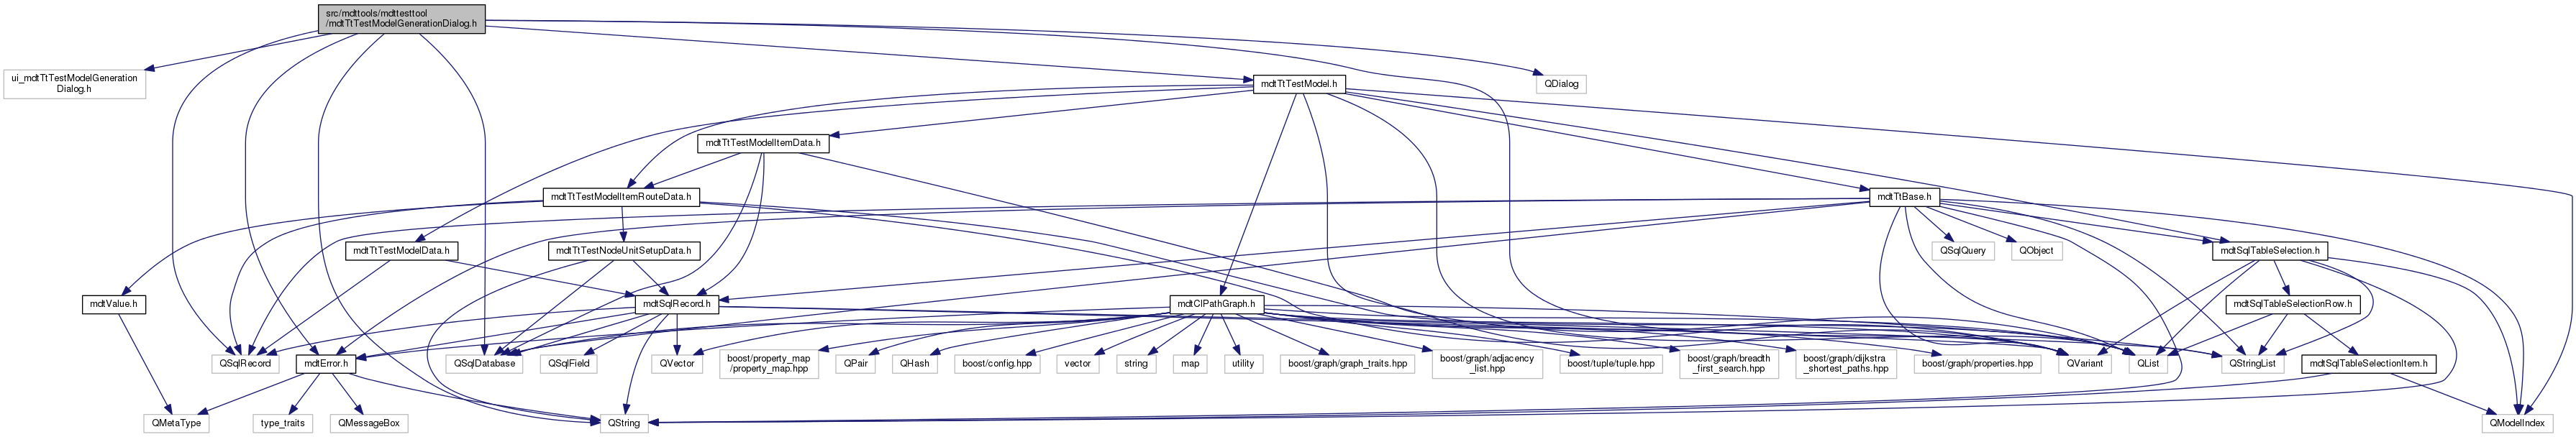 src/mdttools/mdttesttool
/mdtTtTestModelGenerationDialog.h
ui_mdtTtTestModelGeneration
Dialog.h
mdtTtTestModel.h
QDialog
mdtTtTestModelItemData.h
mdtTtTestModelItemRouteData.h
mdtTtBase.h
mdtTtTestModelData.h
mdtTtTestNodeUnitSetupData.h
QSqlQuery
QObject
mdtSqlTableSelection.h
mdtValue.h
mdtSqlRecord.h
mdtClPathGraph.h
mdtSqlTableSelectionRow.h
QSqlRecord
mdtError.h
QSqlDatabase
QSqlField
QVector
boost/property_map
/property_map.hpp
QPair
QHash
boost/config.hpp
vector
string
map
utility
boost/graph/graph_traits.hpp
boost/graph/adjacency
_list.hpp
boost/tuple/tuple.hpp
boost/graph/breadth
_first_search.hpp
boost/graph/dijkstra
_shortest_paths.hpp
boost/graph/properties.hpp
QVariant
QList
QStringList
mdtSqlTableSelectionItem.h
QMetaType
type_traits
QMessageBox
QString
QModelIndex